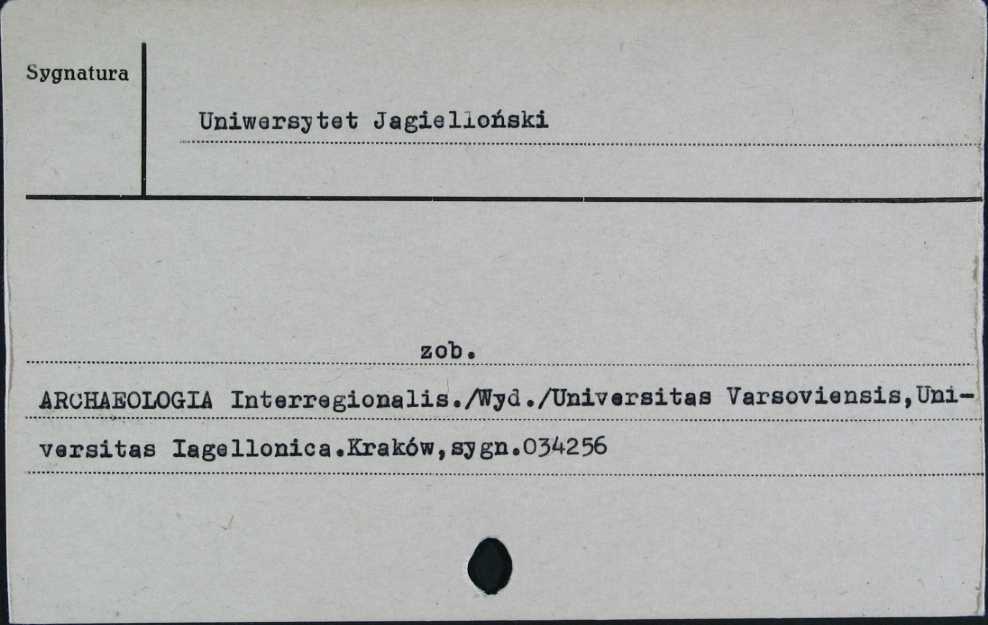 Sygnatura
Uniwersytet Jagielloński
zob.
ARCHAEOLOGIA Interregionalis./Wyd./Universitas Varsoviensis,Uni-
versitas Iagellonica.Kraków,sygn.034256